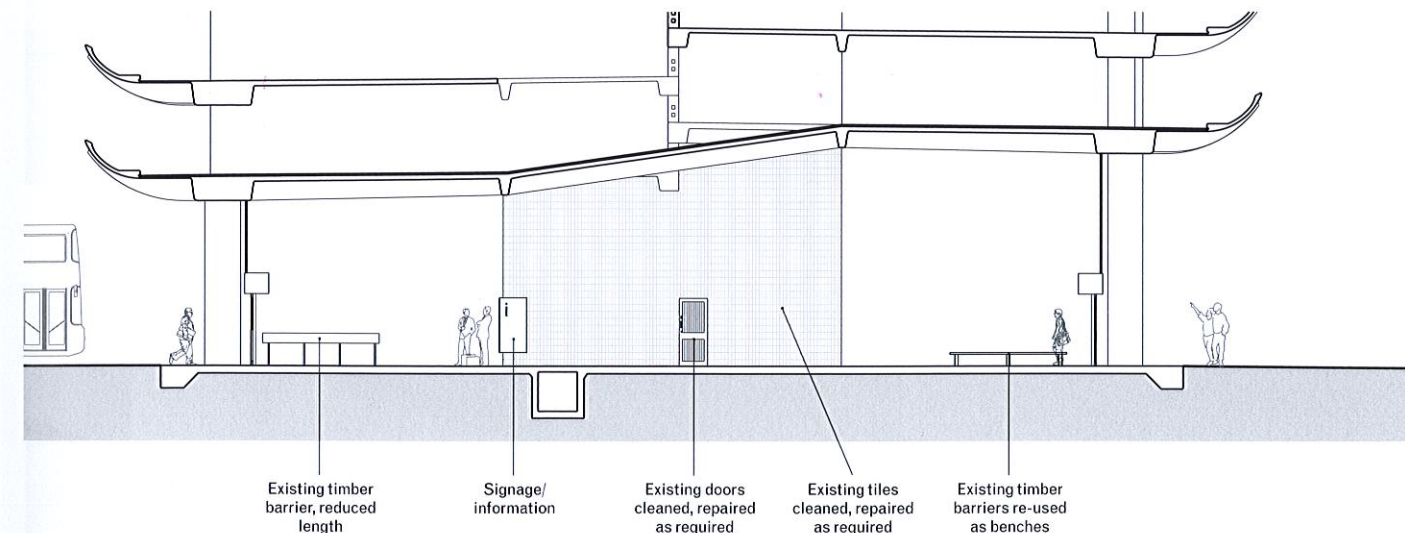 i
Existing timber
barrier, reduced
length
Signage/
information
Existing doors
cleaned, repaired
as required
Existing tiles
cleaned, repaired
as required
Existing timber
barriers re-used
as benches